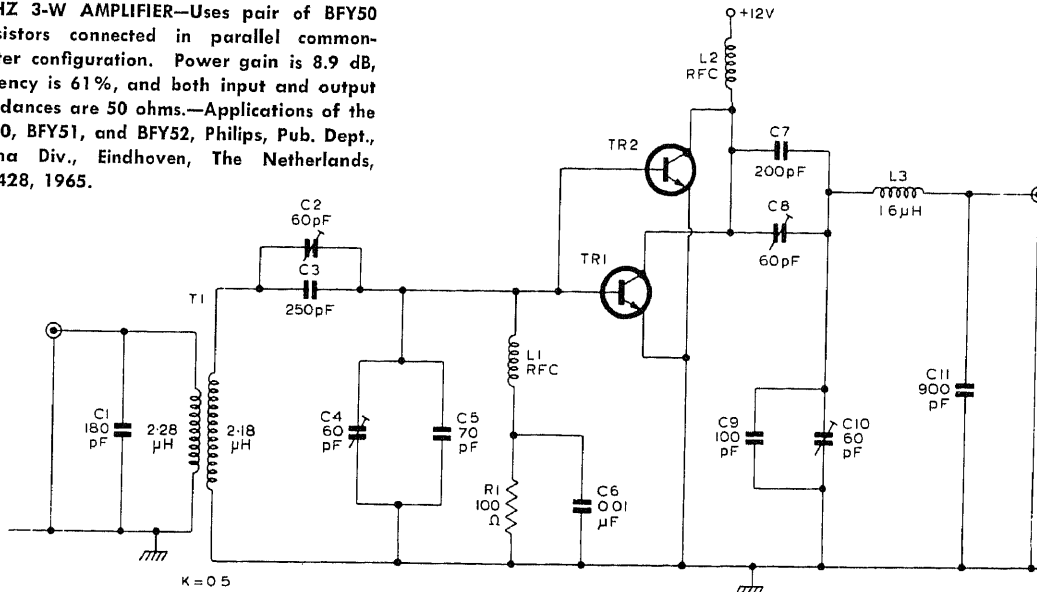 HZ 3-W AMPLIFIER—Uses pair of BFY50
sistors connected in parallel common-
ter configuration. Power gain is 8.9 dB,
ency is 61%, and both input and output
dances are 50 ohms.—Applications of the
0, BFY51, and BFY52, Philips, Pub. Dept.,
na Div., Eindhoven, The Netherlands,
428, 1965.
+12V
L2
RFC
TR2
C7
200pF
L3
16μH
C2
60pF
C8
60pF
C3
250pF
TR1
T1
L1
RFC
C1
180
pF
2·28
μH
2·18
μH
C4
60
pF
C5
70
pF
C9
100
pF
C10
60
pF
C11
900
pF
R1
100
Ω
C6
0·01
μF
K=0·5